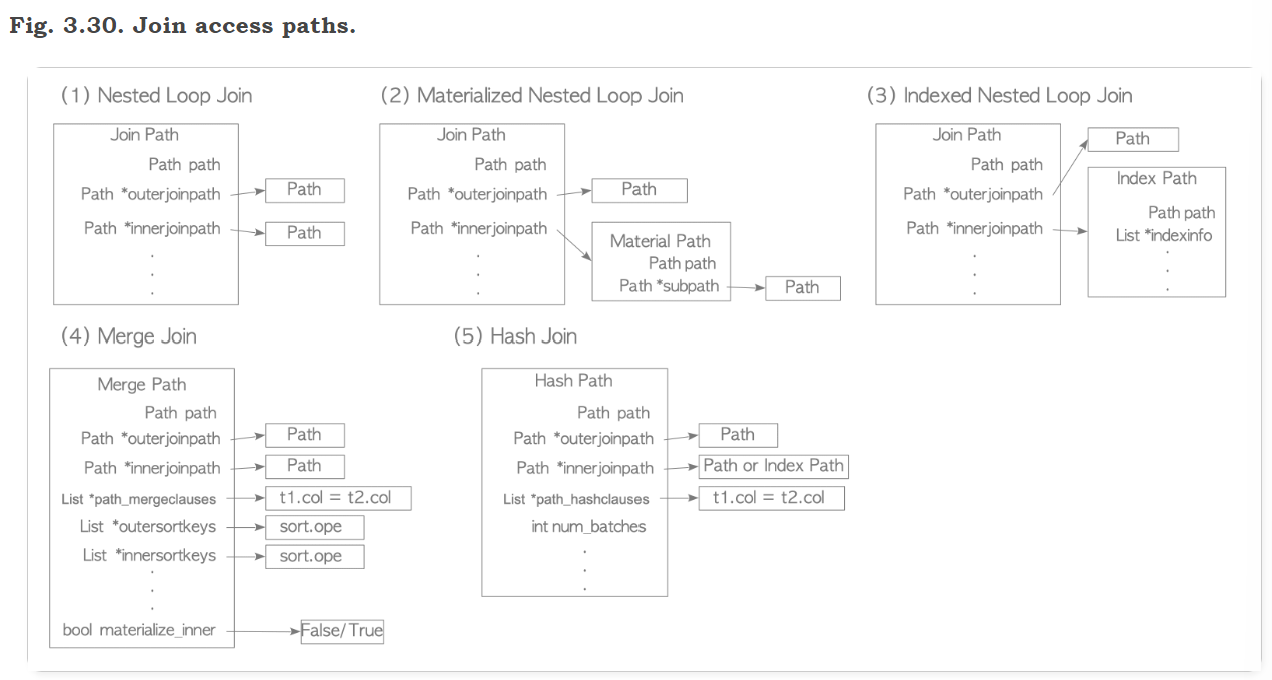 Fig. 3.30. Join access paths.
(1) Nested Loop Join
Join Path
Path path
Path *outerjoinpath
Path
Path *innerjoinpath
Path
.
.
.
(2) Materialized Nested Loop Join
Join Path
Path path
Path *outerjoinpath
Path
Path *innerjoinpath
.
.
.
Material Path
Path path
Path *subpath
Path
(3) Indexed Nested Loop Join
Join Path
Path path
Path *outerjoinpath
Path
Path *innerjoinpath
.
.
.
Index Path
Path path
List *indexinfo
.
.
.
(4) Merge Join
Merge Path
Path path
Path *outerjoinpath
Path
Path *innerjoinpath
Path
List *path_mergeclauses
t1.col = t2.col
List *outersortkeys
sort.ope
List *innersortkeys
sort.ope
.
.
.
bool materialize_inner
False/True
(5) Hash Join
Hash Path
Path path
Path *outerjoinpath
Path
Path *innerjoinpath
Path or Index Path
List *path_hashclauses
t1.col = t2.col
int num_batches
.
.
.